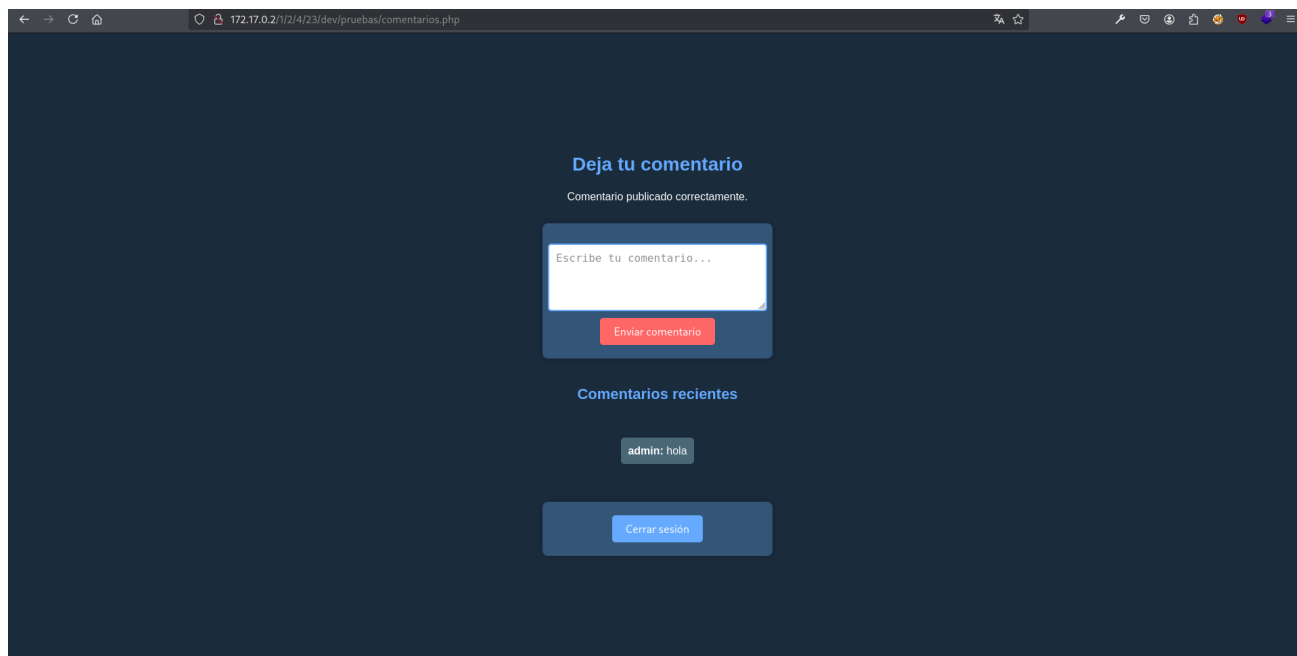 172.17.0.2/1/2/4/23/dev/pruebas/comentarios.php
Deja tu comentario
Comentario publicado correctamente.
Escribe tu comentario...
Enviar comentario
Comentarios recientes
admin: hola
Cerrar sesión